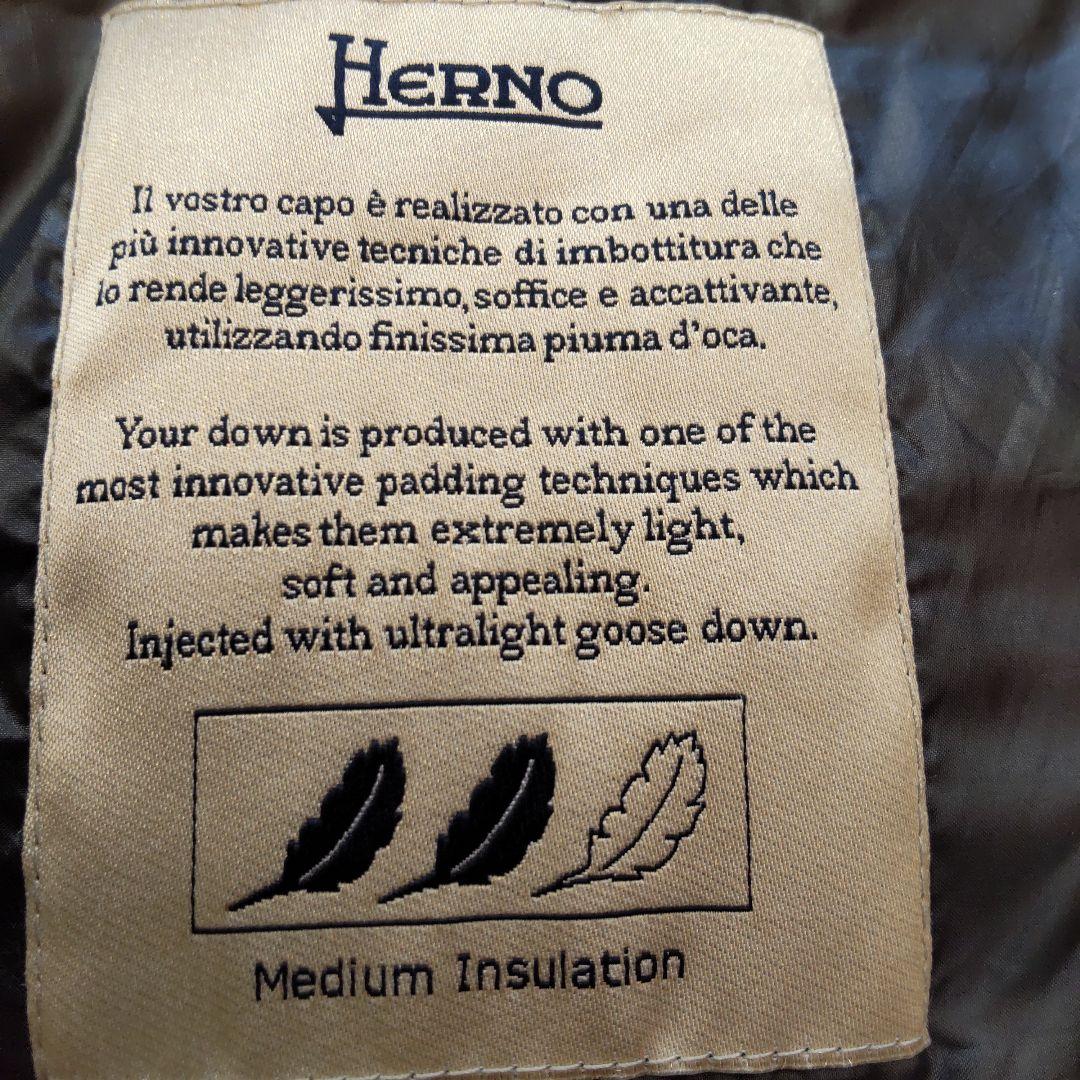 HERNO
Il vostro capo è realizzato con una delle
più innovative tecniche di imbottitura che
lo rende leggerissimo, soffice e accattivante,
utilizzando finissima piuma d'oca.
Your down is produced with one of the
most innovative padding techniques which
makes them extremely light,
soft and appealing.
Injected with ultralight goose down.
Medium Insulation